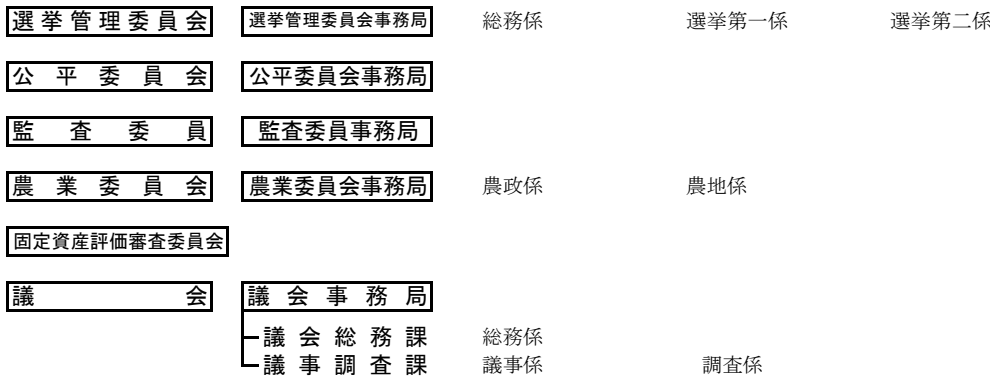 選挙管理委員会 選挙管理委員会事務局 総務係 選挙第一係 選挙第二係
公平委員会 公平委員会事務局
監査委員 監査委員事務局
農業委員会 農業委員会事務局 農政係 農地係
固定資産評価審査委員会
議会 議会事務局
議会総務課 総務係
議事調査課 議事係 調査係